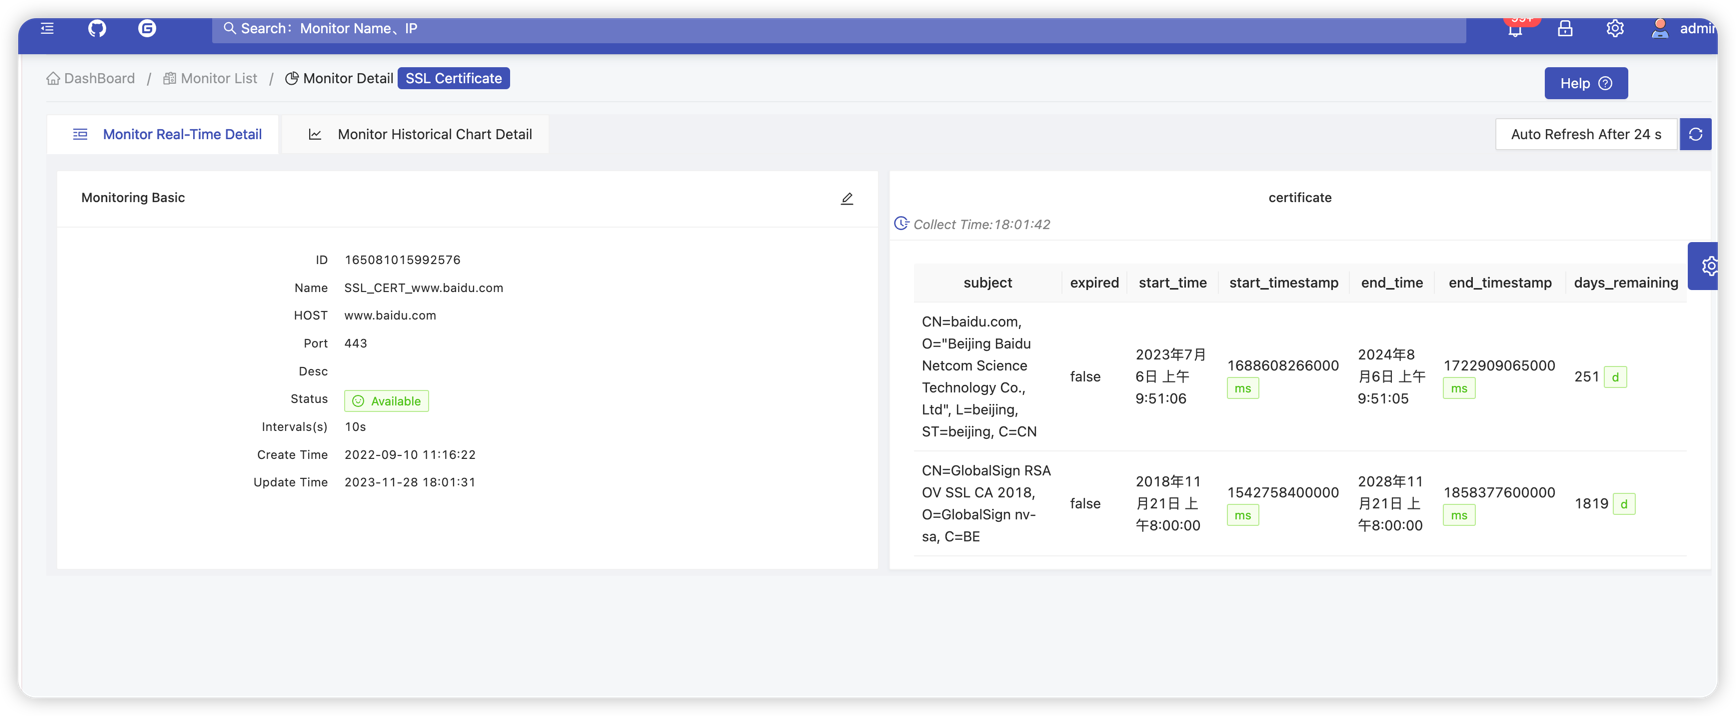 Search：Monitor Name、IP
99+
admin
DashBoard / Monitor List / Monitor Detail SSL Certificate
Help
Monitor Real-Time Detail
Monitor Historical Chart Detail
Auto Refresh After 24 s
Monitoring Basic
ID 165081015992576
Name SSL_CERT_www.baidu.com
HOST www.baidu.com
Port 443
Desc
Status Available
Intervals(s) 10s
Create Time 2022-09-10 11:16:22
Update Time 2023-11-28 18:01:31
certificate
Collect Time:18:01:42
subject expired start_time start_timestamp end_time end_timestamp days_remaining
CN=baidu.com,
O="Beijing Baidu
Netcom Science
Technology Co.,
Ltd", L=beijing,
ST=beijing, C=CN
false
2023年7月
6日 上午
9:51:06
1688608266000
ms
2024年8
月6日 上午
9:51:05
1722909065000
ms
251 d
CN=GlobalSign RSA
OV SSL CA 2018,
O=GlobalSign nv-
sa, C=BE
false
2018年11
月21日 上
午8:00:00
1542758400000
ms
2028年11
月21日 上
午8:00:00
1858377600000
ms
1819 d